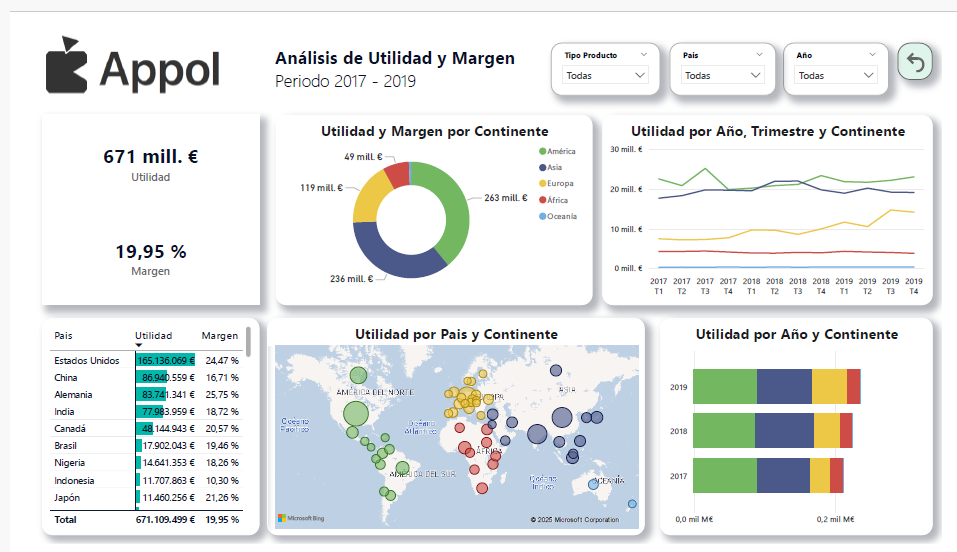 Appol
Análisis de Utilidad y Margen
Periodo 2017 - 2019
Tipo Producto
Todas
Pais
Todas
Año
Todas
671 mill. €
Utilidad
19,95 %
Margen
Utilidad y Margen por Continente
49 mill. €
119 mill. €
263 mill. €
236 mill. €
América
Asia
Europa
África
Oceanía
Utilidad por Año, Trimestre y Continente
30 mill. €
20 mill. €
10 mill. €
0 mill. €
2017 2017 2017 2017 2018 2018 2018 2018 2019 2019 2019 2019
T1 T2 T3 T4 T1 T2 T3 T4 T1 T2 T3 T4
Pais Utilidad Margen
Estados Unidos 165.136.069 € 24,47 %
China 86.940.559 € 16,71 %
Alemania 83.741.341 € 25,75 %
India 77.983.959 € 18,72 %
Canadá 48.144.943 € 20,57 %
Brasil 17.902.043 € 19,46 %
Nigeria 14.641.353 € 18,26 %
Indonesia 11.707.863 € 10,30 %
Japón 11.460.256 € 21,26 %
Total 671.109.499 € 19,95 %
Utilidad por Pais y Continente
AMÉRICA DEL NORTE
ASIA
Océano
Pacífico
Océano
Atlántico
ÁFRICA
AMÉRICA DEL SUR
Océano
Índico
OCEANÍA
Microsoft Bing
© 2025 Microsoft Corporation
Utilidad por Año y Continente
2019
2018
2017
0,0 mil M€
0,2 mil M€